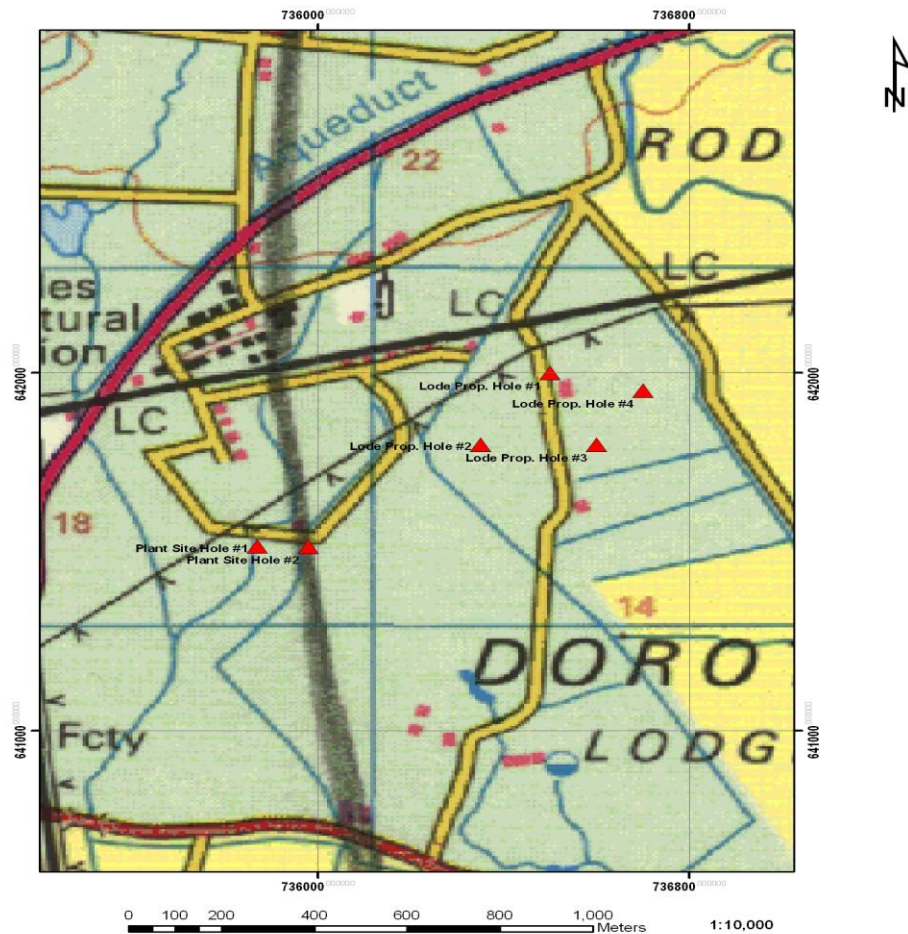 736000
736800
Aqueduct
22
ROD
LC
ies
tural
ion
LC
642000
642000
Lode Prop. Hole #1
Lode Prop. Hole #4
LC
Lode Prop. Hole #2
Lode Prop. Hole #3
18
Plant Site Hole #1
Plant Site Hole #2
14
DORO
641000
641000
Fcty
LODG
736000
736800
0 100 200 400 600 800 1,000
Meters
1:10,000
N